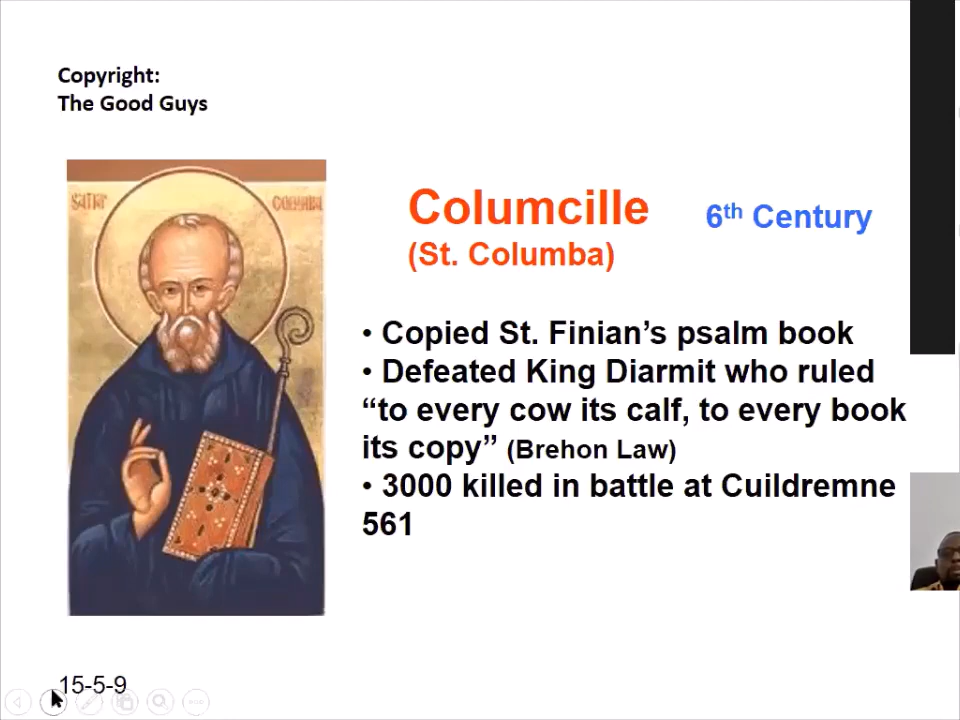 Copyright:
The Good Guys
SAINT COLUMBA
Columcille
6th Century
(St. Columba)
• Copied St. Finian's psalm book
• Defeated King Diarmit who ruled
“to every cow its calf, to every book
its copy” (Brehon Law)
• 3000 killed in battle at Cuildremne
561
15-5-9